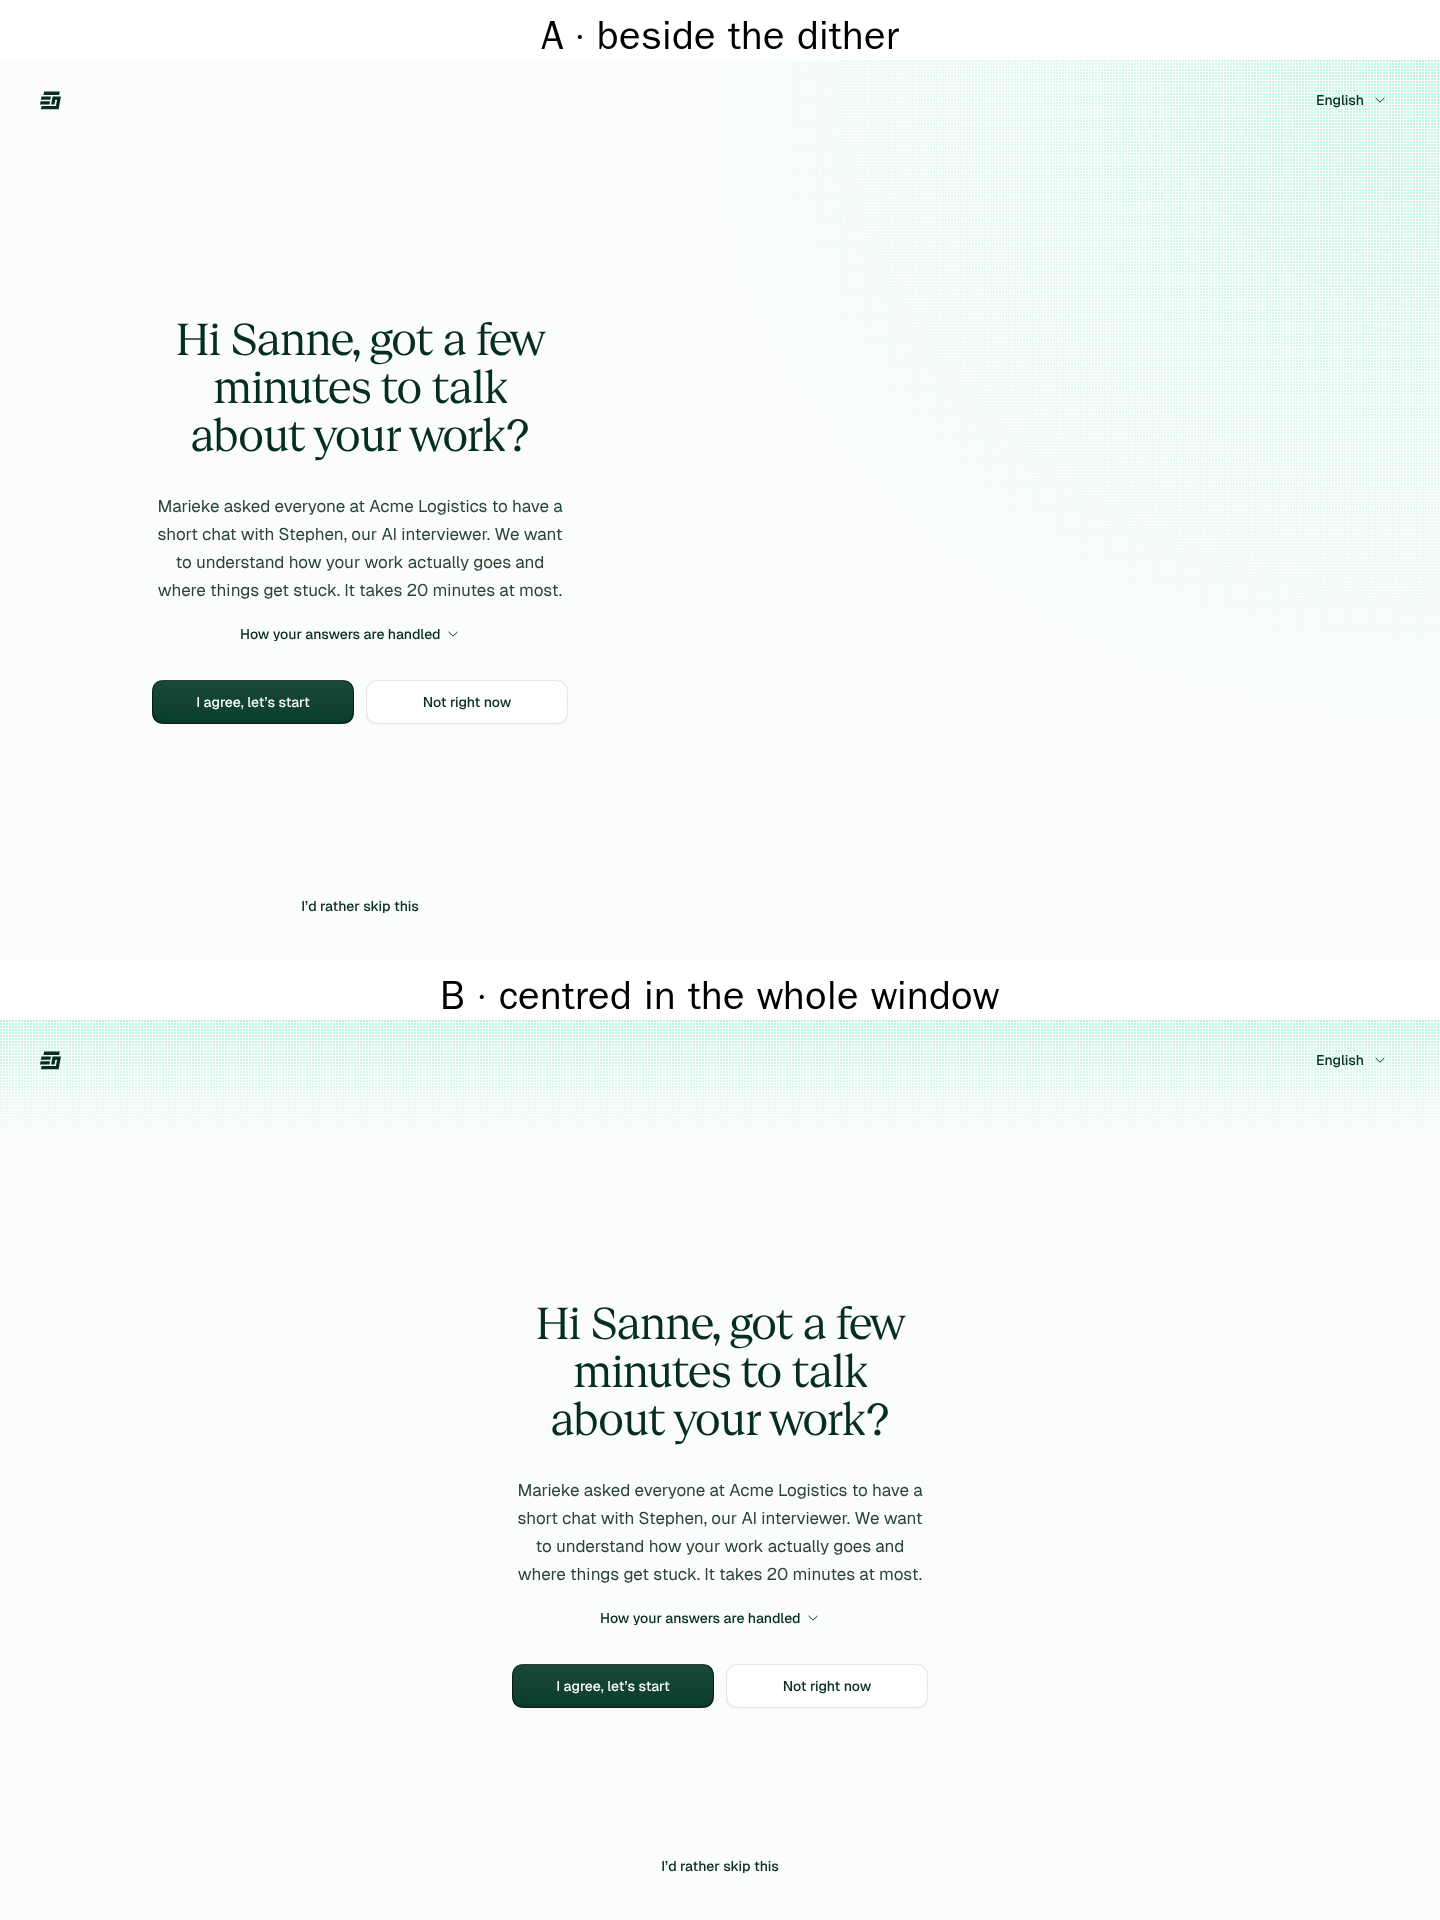 A · beside the dither
English
Hi Sanne, got a few
minutes to talk
about your work?
Marieke asked everyone at Acme Logistics to have a
short chat with Stephen, our AI interviewer. We want
to understand how your work actually goes and
where things get stuck. It takes 20 minutes at most.
How your answers are handled
I agree, let’s start
Not right now
I’d rather skip this
B · centred in the whole window
English
Hi Sanne, got a few
minutes to talk
about your work?
Marieke asked everyone at Acme Logistics to have a
short chat with Stephen, our AI interviewer. We want
to understand how your work actually goes and
where things get stuck. It takes 20 minutes at most.
How your answers are handled
I agree, let’s start
Not right now
I’d rather skip this